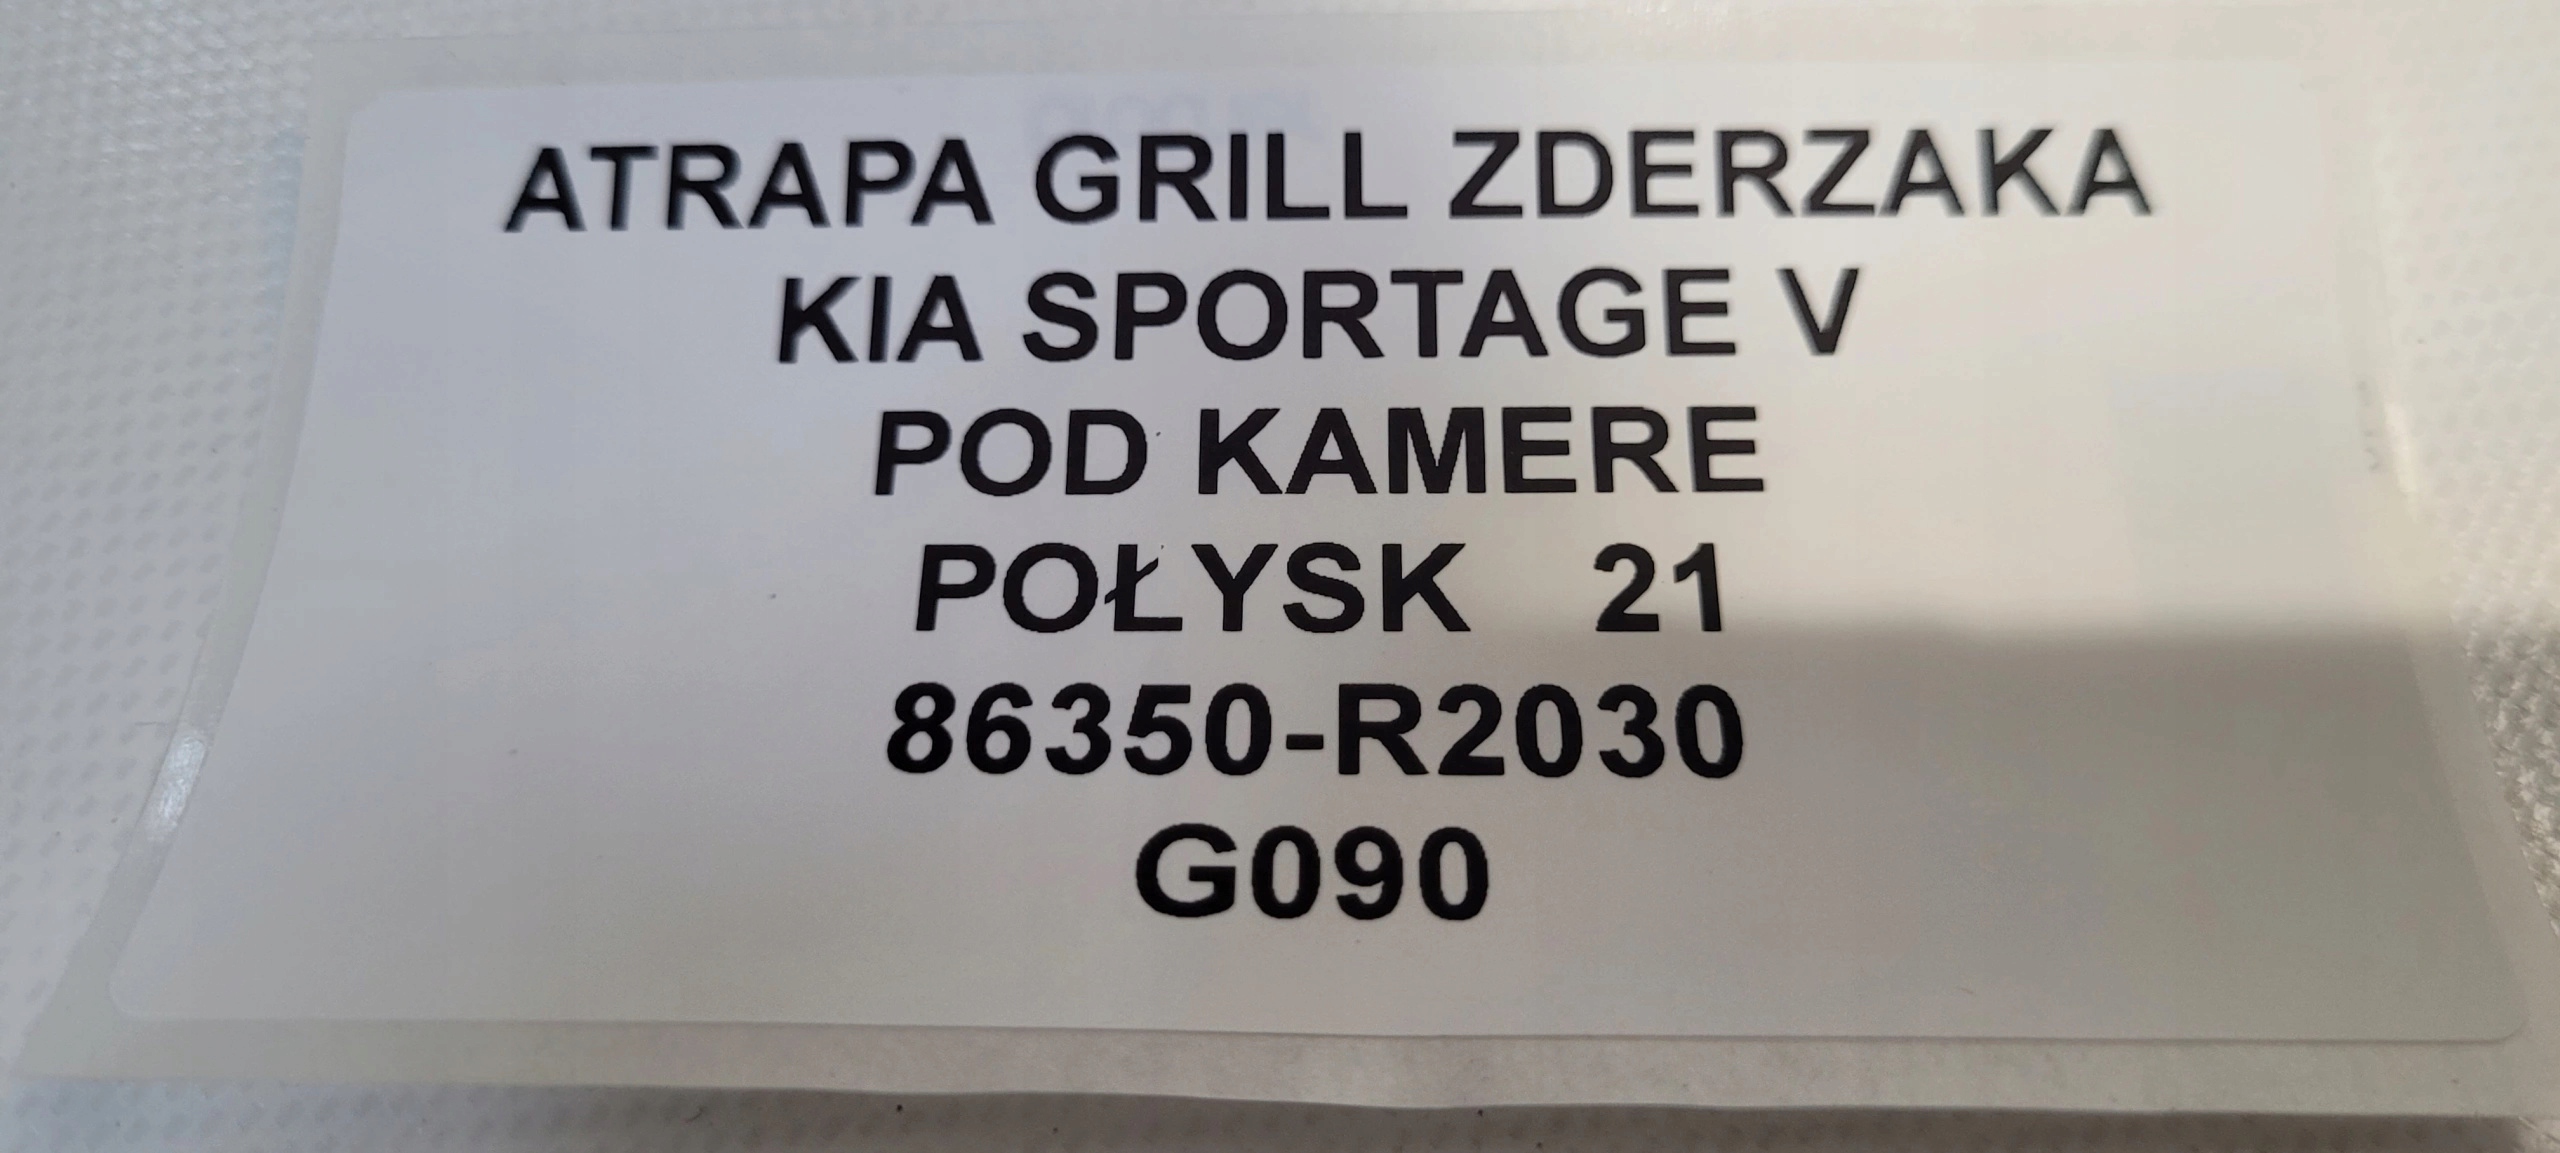 ATRAPA GRILL ZDERZAKA
KIA SPORTAGE V
POD KAMERE
POŁYSK 21
86350-R2030
G090